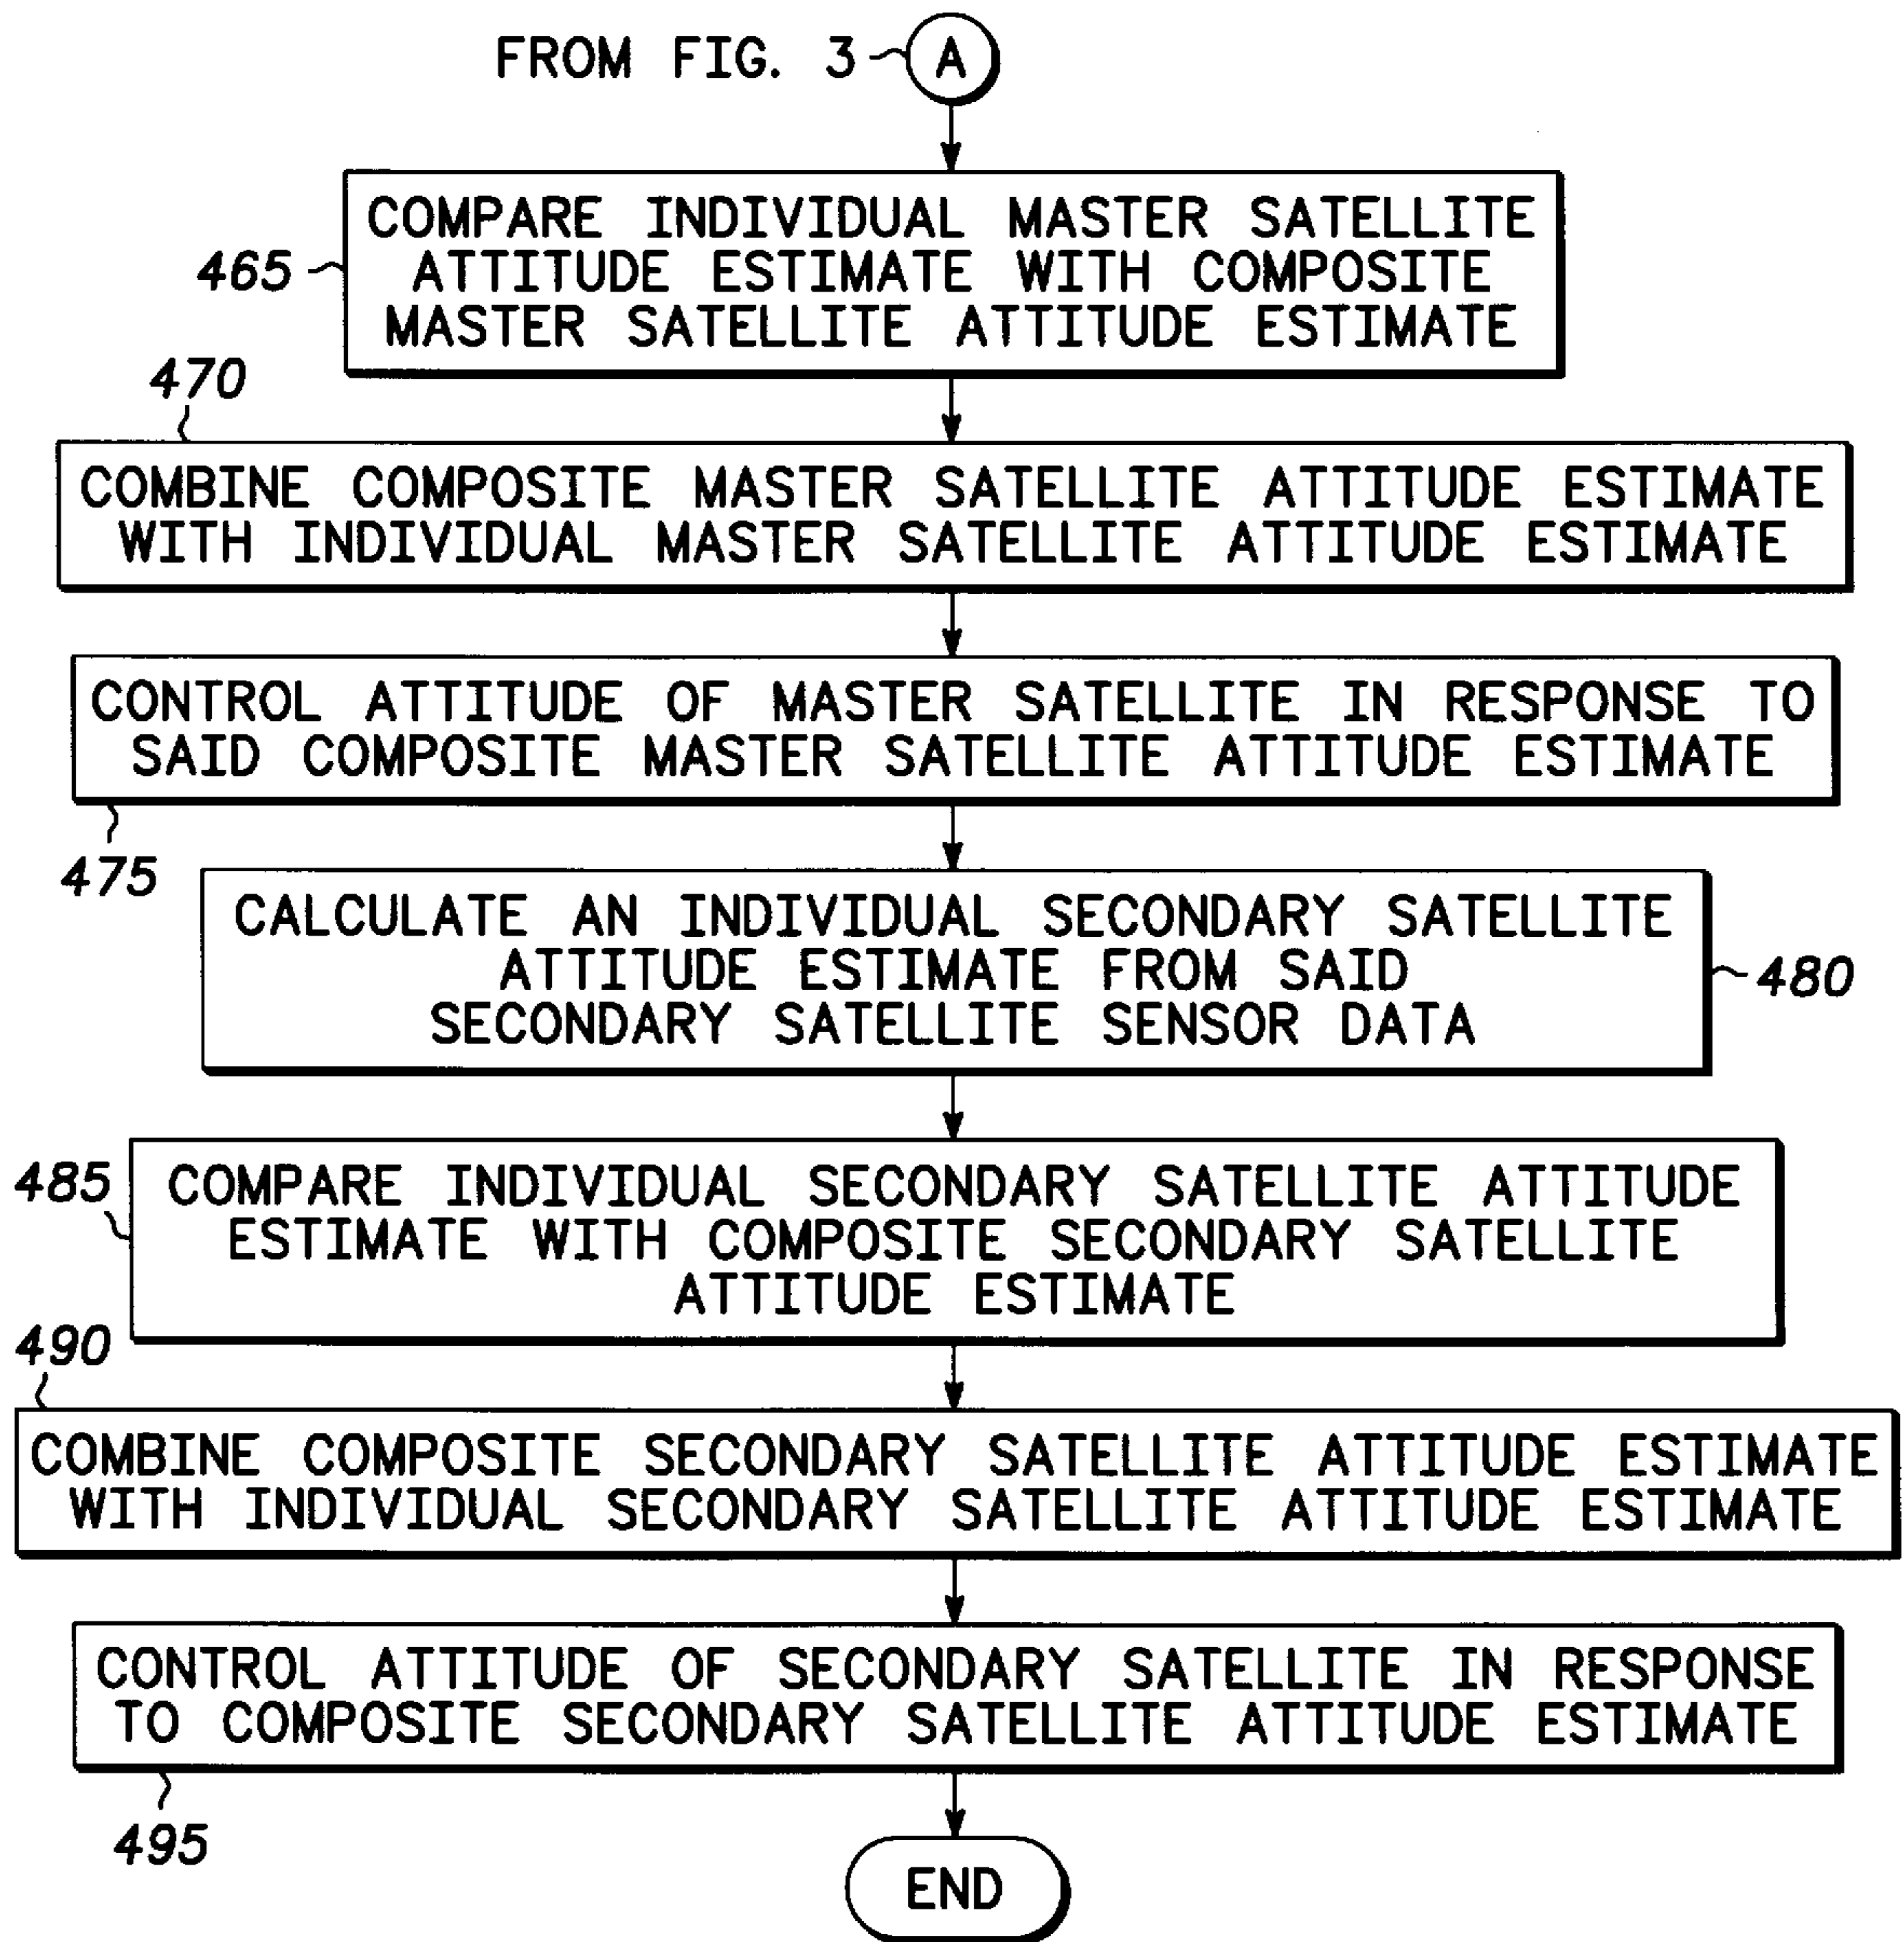 FROM FIG. 3
A
COMPARE INDIVIDUAL MASTER SATELLITE
ATTITUDE ESTIMATE WITH COMPOSITE
MASTER SATELLITE ATTITUDE ESTIMATE
465
470
COMBINE COMPOSITE MASTER SATELLITE ATTITUDE ESTIMATE
WITH INDIVIDUAL MASTER SATELLITE ATTITUDE ESTIMATE
CONTROL ATTITUDE OF MASTER SATELLITE IN RESPONSE TO
SAID COMPOSITE MASTER SATELLITE ATTITUDE ESTIMATE
475
CALCULATE AN INDIVIDUAL SECONDARY SATELLITE
ATTITUDE ESTIMATE FROM SAID
SECONDARY SATELLITE SENSOR DATA
480
485
COMPARE INDIVIDUAL SECONDARY SATELLITE ATTITUDE
ESTIMATE WITH COMPOSITE SECONDARY SATELLITE
ATTITUDE ESTIMATE
490
COMBINE COMPOSITE SECONDARY SATELLITE ATTITUDE ESTIMATE
WITH INDIVIDUAL SECONDARY SATELLITE ATTITUDE ESTIMATE
CONTROL ATTITUDE OF SECONDARY SATELLITE IN RESPONSE
TO COMPOSITE SECONDARY SATELLITE ATTITUDE ESTIMATE
495
END